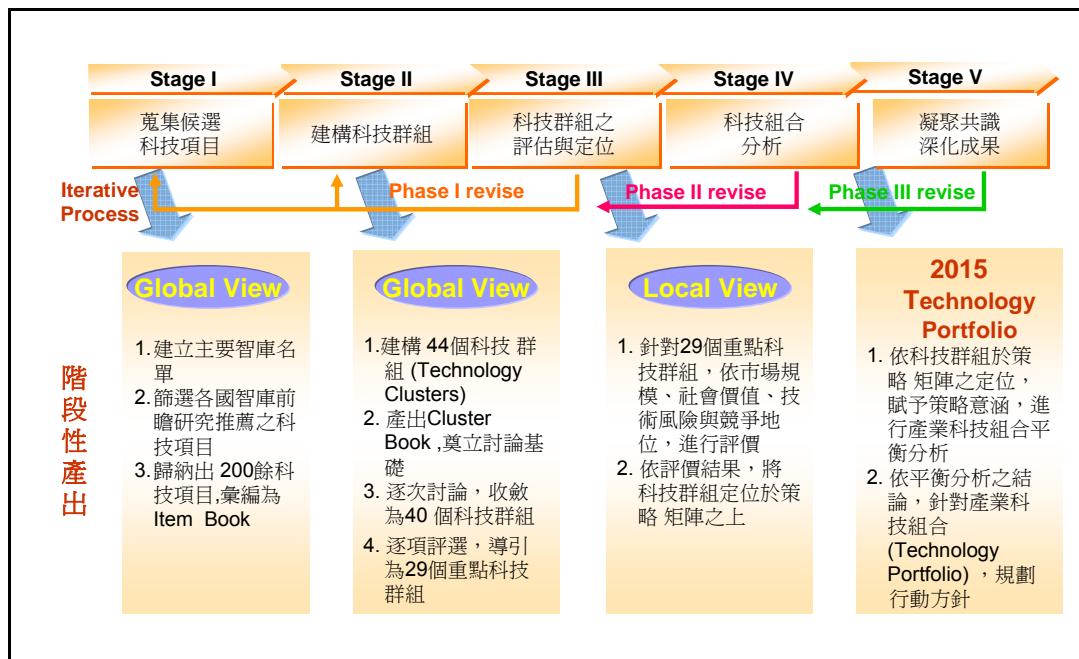 Stage I
Stage II
Stage III
Stage IV
Stage V
蒐集候選
科技項目
建構科技群組
科技群組之
評估與定位
科技組合
分析
凝聚共識
深化成果
Iterative
Process
Phase I revise
Phase II revise
Phase III revise
階段性產出
Global View
1. 建立主要智庫名
單
2. 篩選各國智庫前
瞻研究推薦之科
技項目
3. 歸納出 200餘科
技項目,彙編為
Item Book
Global View
1.建構 44個科技 群
組 (Technology
Clusters)
2. 產出Cluster
Book ,奠立討論基
礎
3. 逐次討論，收斂
為40 個科技群組
4. 逐項評選，導引
為29個重點科技
群組
Local View
1. 針對29個重點科
技群組，依市場規
模、社會價值、技
術風險與競爭地
位，進行評價
2. 依評價結果，將
科技群組定位於策
略 矩陣之上
2015
Technology
Portfolio
1. 依科技群組於策
略 矩陣之定位，
賦予策略意涵，進
行產業科技組合平
衡分析
2. 依平衡分析之結
論，針對產業科
技組合
(Technology
Portfolio) ，規劃
行動方針